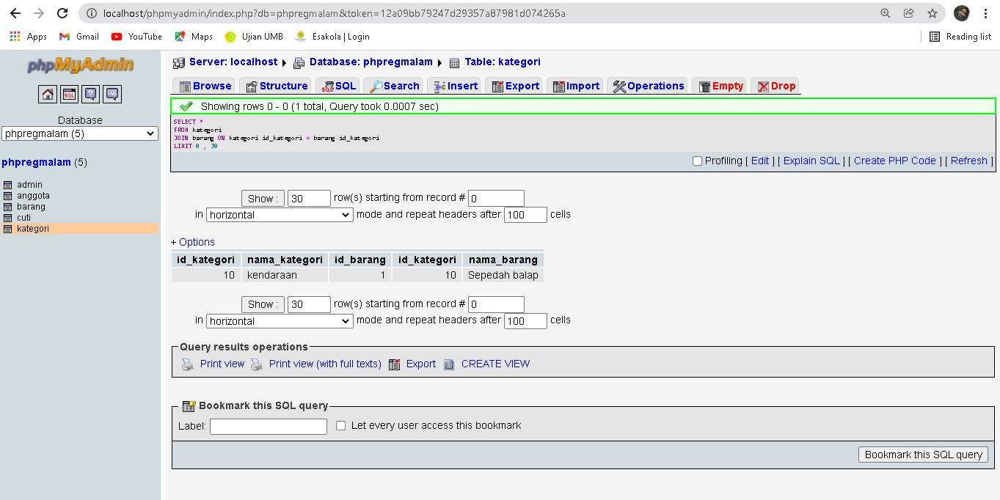 localhost/phpmyadmin/index.php?db=phpregmalam&token=12a09bb79247d29357a87981d074265a
Apps Gmail YouTube Maps Ujian UMB Esakola | Login Reading list
phpMyAdmin
Database
phpregmalam (5)
phpregmalam (5)
admin
anggota
barang
cuti
kategori
Server: localhost Database: phpregmalam Table: kategori
Browse Structure SQL Search Insert Export Import Operations Empty Drop
Showing rows 0 - 0 (1 total, Query took 0.0007 sec)
SELECT *
FROM kategori
JOIN barang ON kategori.id_kategori = barang.id_kategori
LIMIT 0 , 30
Profiling [ Edit ] [ Explain SQL ] [ Create PHP Code ] [ Refresh ]
Show : 30 row(s) starting from record # 0
in horizontal mode and repeat headers after 100 cells
+ Options
id_kategori nama_kategori id_barang id_kategori nama_barang
10 kendaraan 1 10 Sepedah balap
Show : 30 row(s) starting from record # 0
in horizontal mode and repeat headers after 100 cells
Query results operations
Print view Print view (with full texts) Export CREATE VIEW
Bookmark this SQL query
Label: Let every user access this bookmark
Bookmark this SQL query